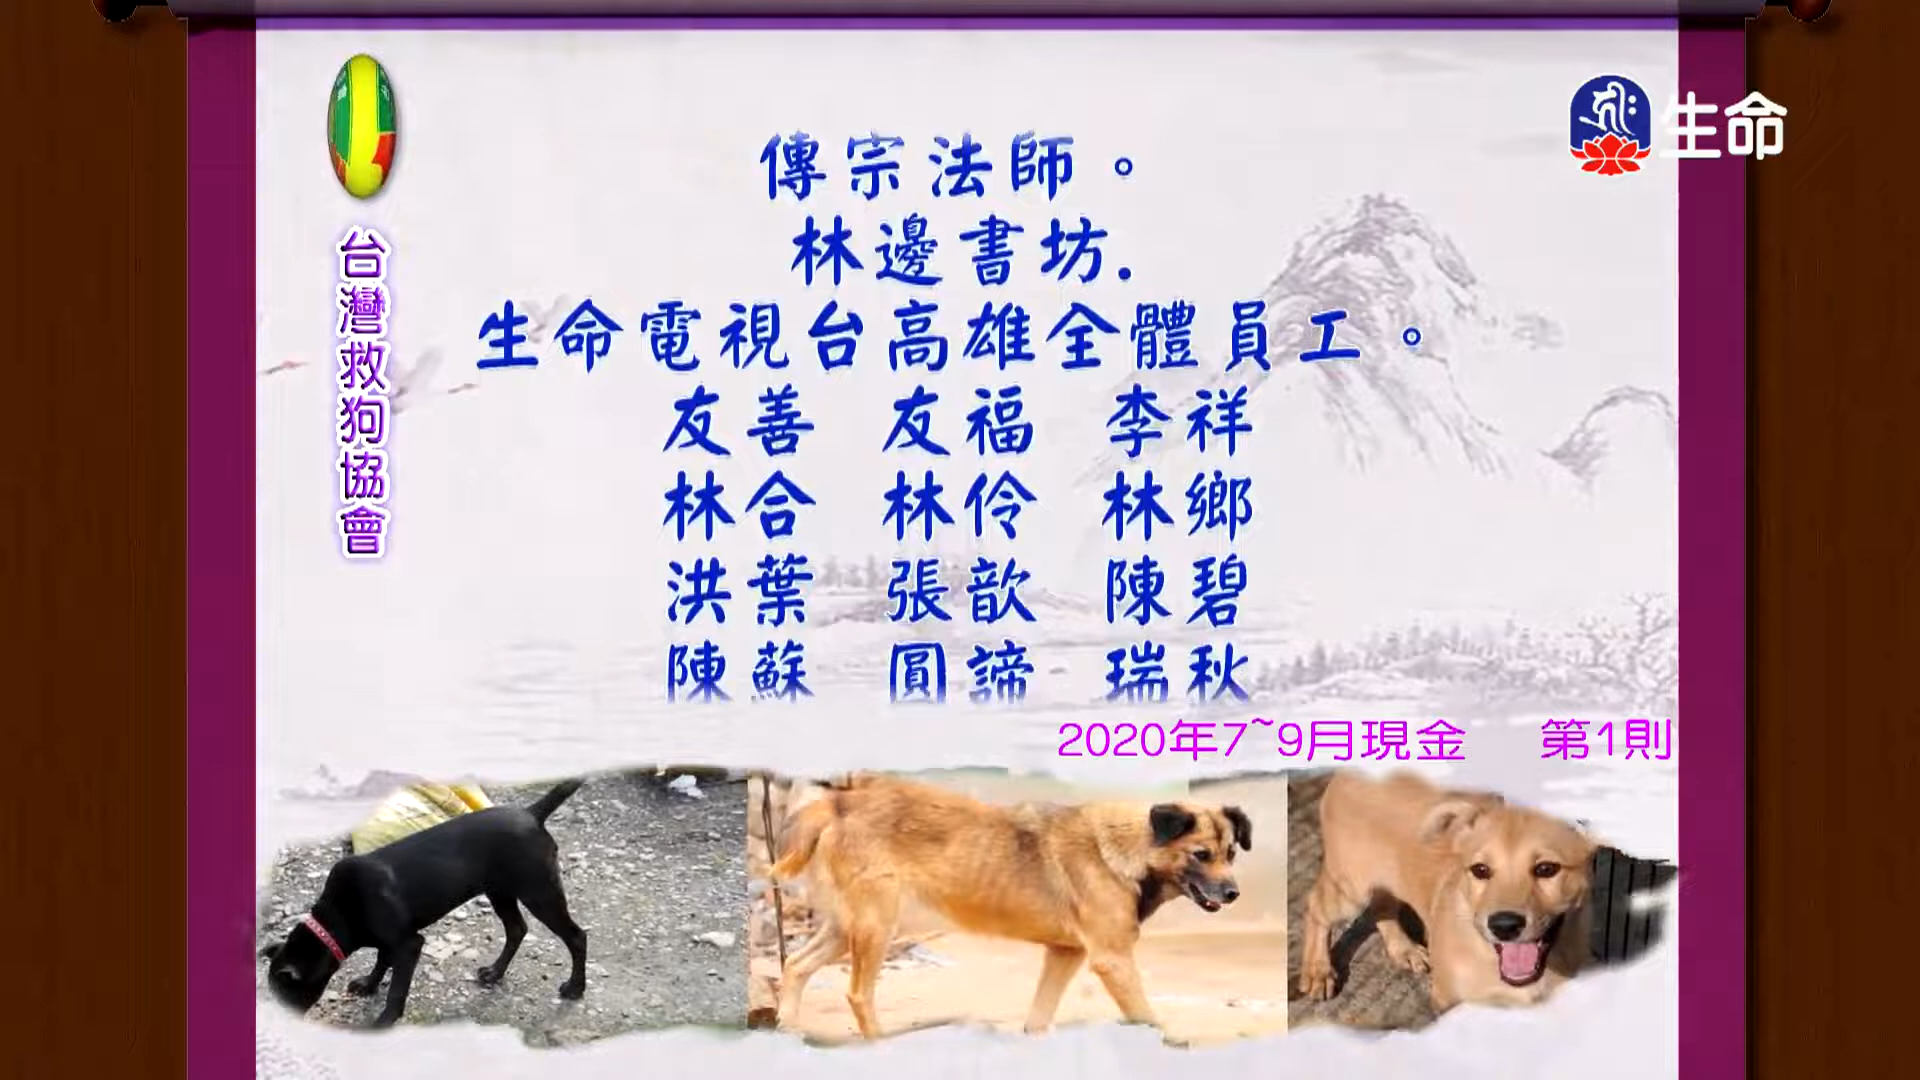 生命
台灣救狗協會
傳宗法師。
林邊書坊.
生命電視台高雄全體員工。
友善 友福 李祥
林合 林伶 林鄉
洪葉 張歆 陳碧
陳蘇 圓諦 瑞秋
2020年7~9月現金 第1則